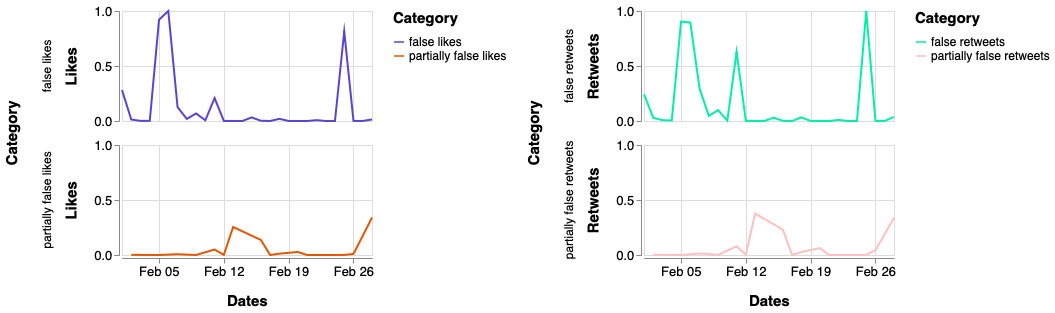 Category
false likes
Likes
1.0
0.5
0.0
partially false likes
Likes
1.0
0.5
0.0
Feb 05 Feb 12 Feb 19 Feb 26
Dates
Category
false likes
partially false likes
Category
false retweets
Retweets
1.0
0.5
0.0
partially false retweets
Retweets
1.0
0.5
0.0
Feb 05 Feb 12 Feb 19 Feb 26
Dates
Category
false retweets
partially false retweets